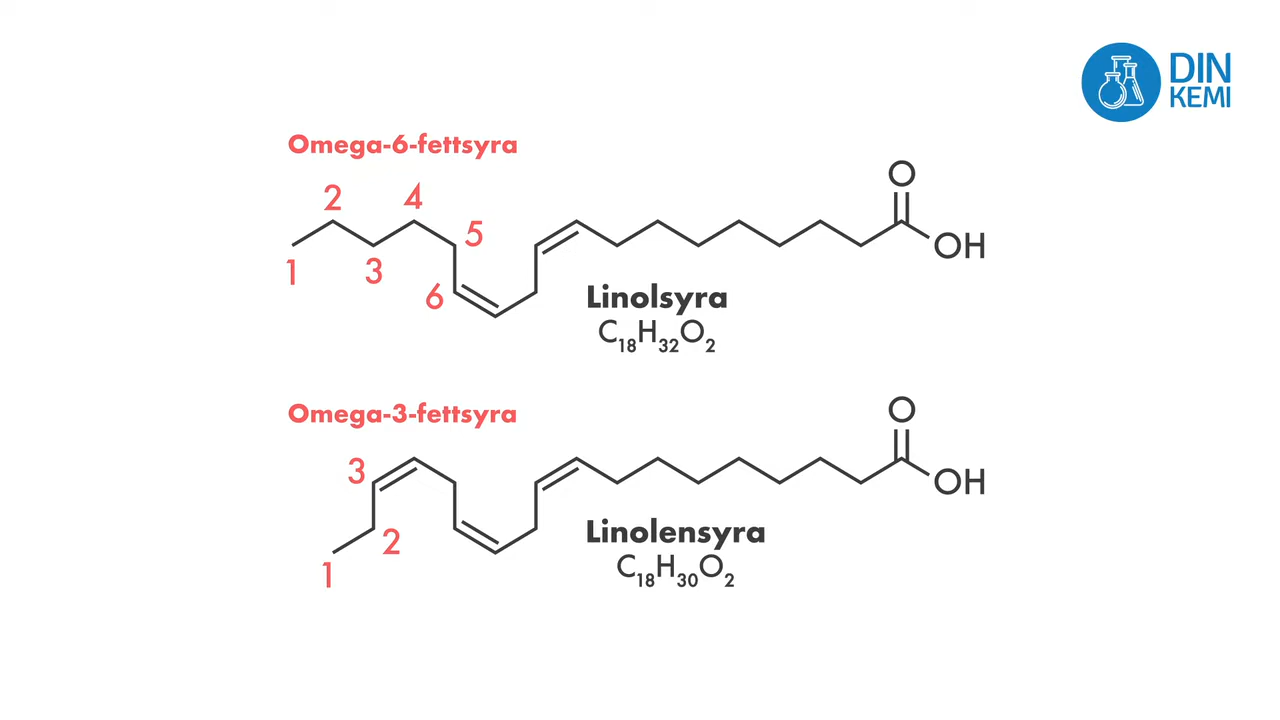 DIN
KEMI
Omega-6-fettsyra
1 2 3 4 5 6
O
OH
Linolsyra
C₁₈H₃₂O₂
Omega-3-fettsyra
3 2 1
O
OH
Linolensyra
C₁₈H₃₀O₂